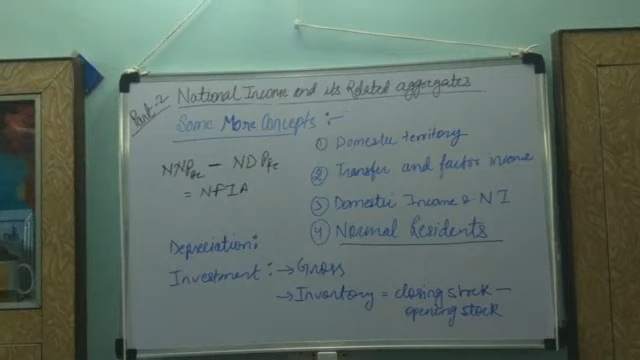 Part-2
National Income and its Related aggregates
Some More Concepts :-
① Domestic territory
② Transfer and factor income
③ Domestic Income & NI
④ Normal Residents
NNPFC - NDPFC
= NFIA
Depreciation:
Investment : → Gross
→ Inventory = closing stock -
opening stock